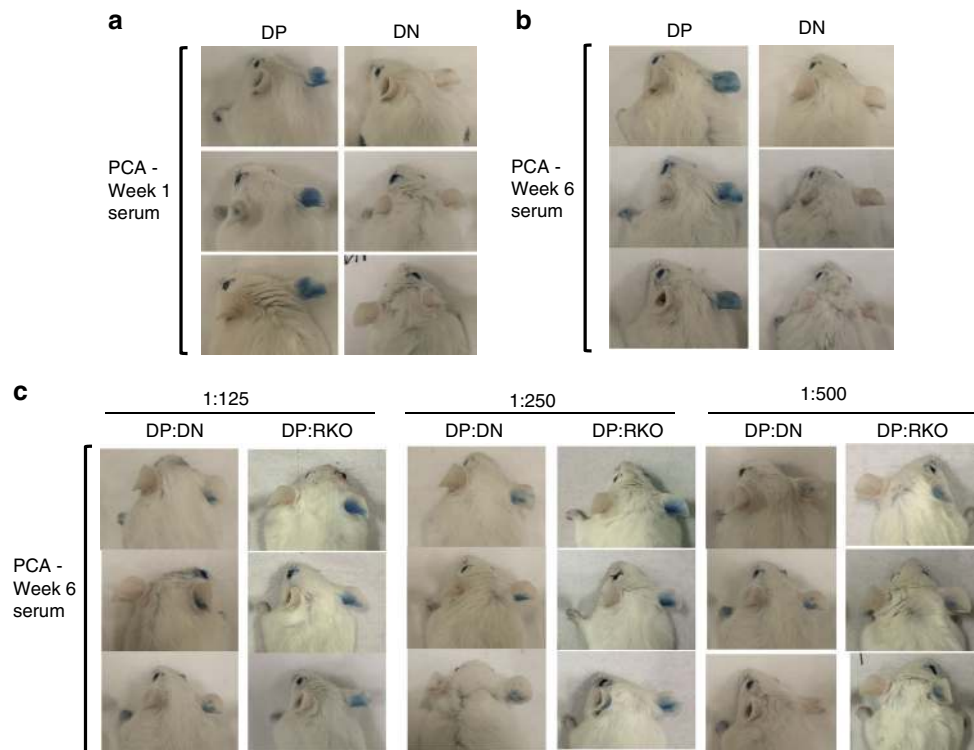 a
DP
DN
PCA -
Week 1
serum
b
DP
DN
PCA -
Week 6
serum
c
1:125
1:250
1:500
DP:DN
DP:RKO
DP:DN
DP:RKO
DP:DN
DP:RKO
PCA -
Week 6
serum